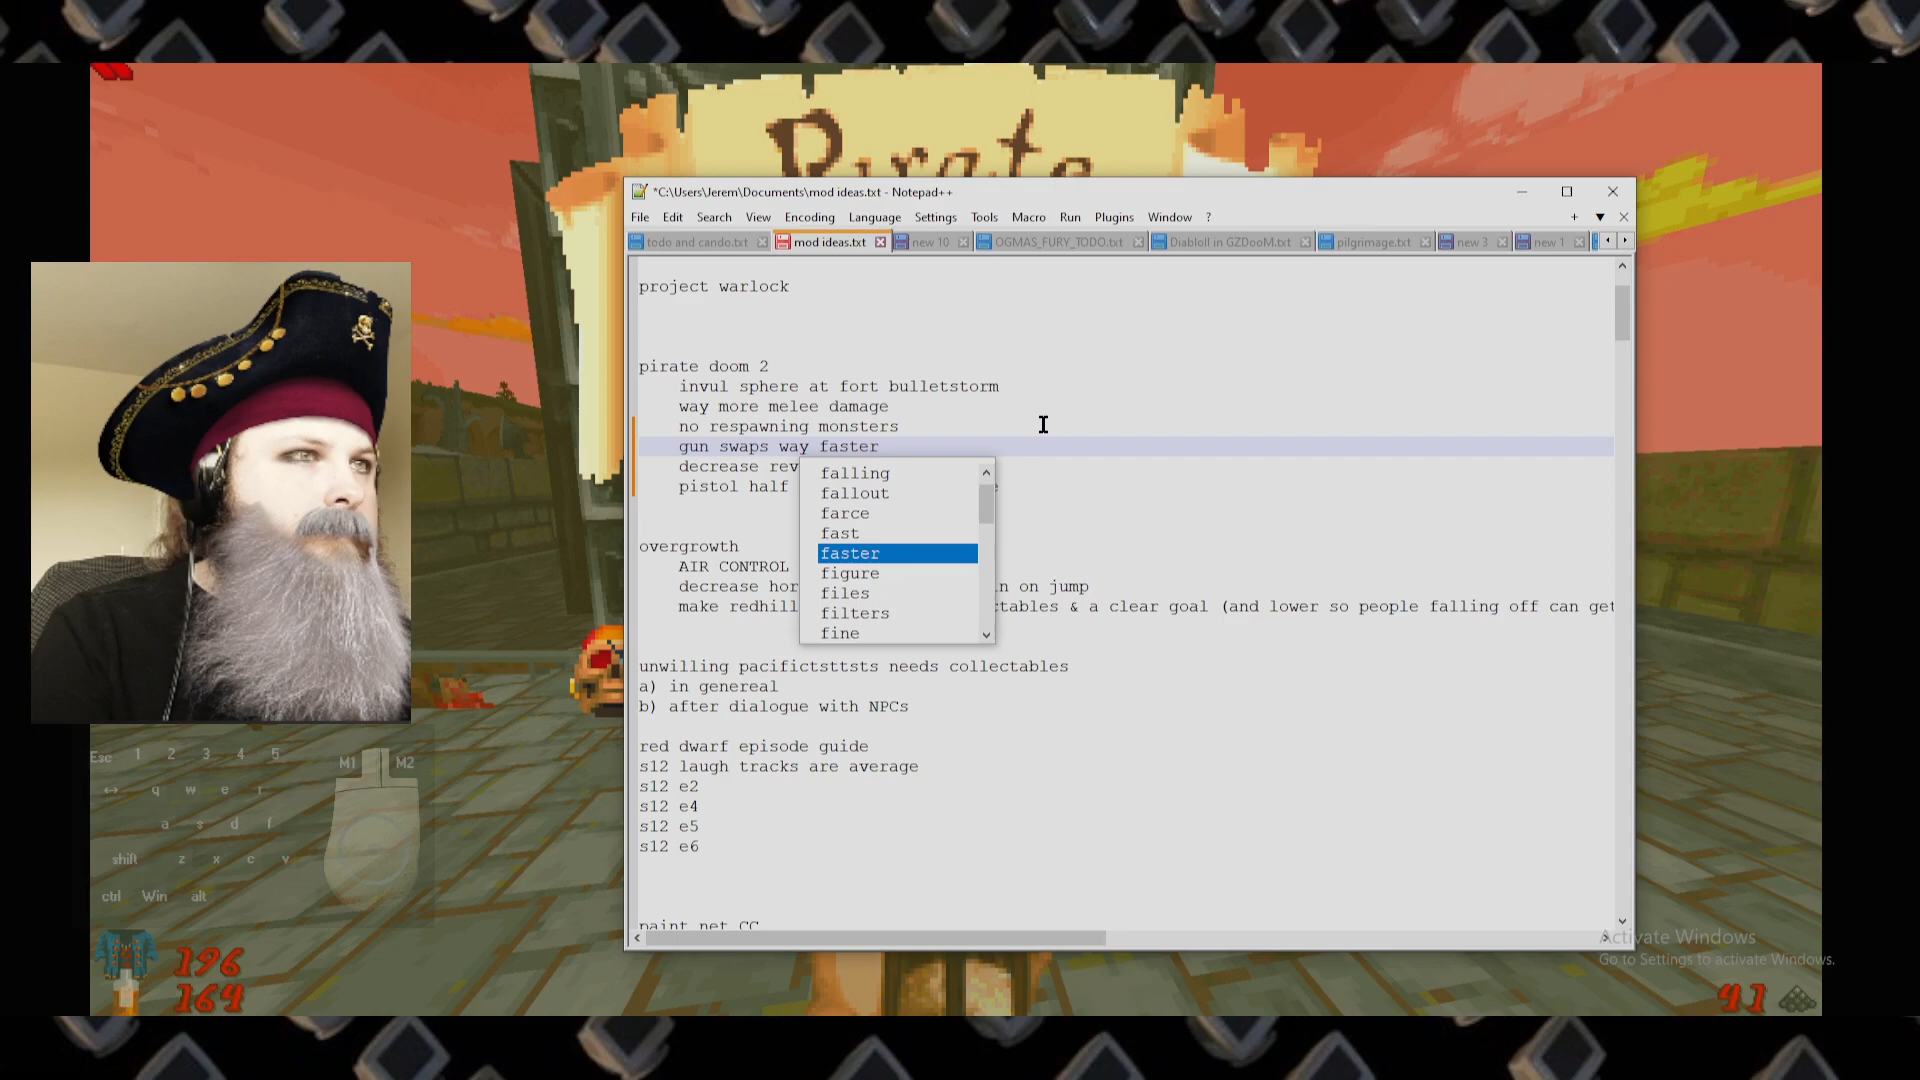 Pirate
*C:\Users\Jerem\Documents\mod ideas.txt - Notepad++
File Edit Search View Encoding Language Settings Tools Macro Run Plugins Window ?
todo and cando.txt mod ideas.txt new 10 OGMAS_FURY_TODO.txt Diabloll in GZDooM.txt pilgrimage.txt new 3 new 1
project warlock
pirate doom 2
invul sphere at fort bulletstorm
way more melee damage
no respawning monsters
gun swaps way faster
decrease rev
pistol half
falling
fallout
farce
fast
faster
figure
files
filters
fine
overgrowth
AIR CONTROL
decrease hor n on jump
make redhill ctables & a clear goal (and lower so people falling off can get
unwilling pacifictsttsts needs collectables
a) in genereal
b) after dialogue with NPCs
red dwarf episode guide
s12 laugh tracks are average
s12 e2
s12 e4
s12 e5
s12 e6
paint net CC
Esc 1 2 3 4 5
q w e r
a s d f
shift z x c v
ctrl Win alt
M1 M2
196
164
41
Activate Windows
Go to Settings to activate Windows.